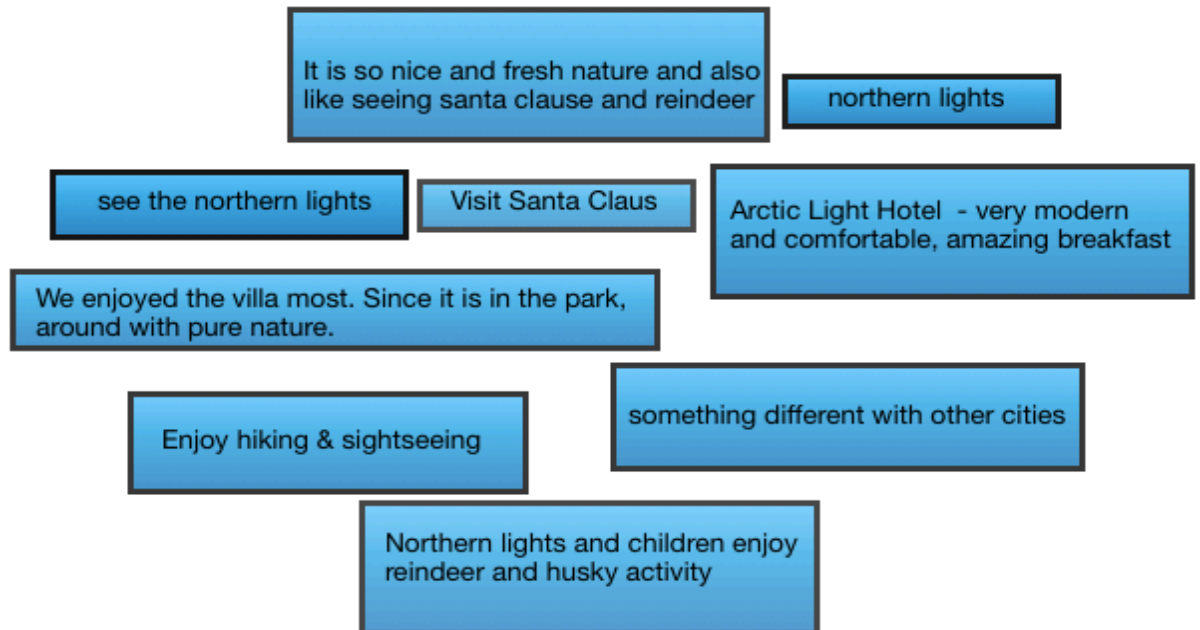 It is so nice and fresh nature and also
like seeing santa clause and reindeer
northern lights
see the northern lights
Visit Santa Claus
Arctic Light Hotel  - very modern
and comfortable, amazing breakfast
We enjoyed the villa most. Since it is in the park,
around with pure nature.
something different with other cities
Enjoy hiking & sightseeing
Northern lights and children enjoy
reindeer and husky activity